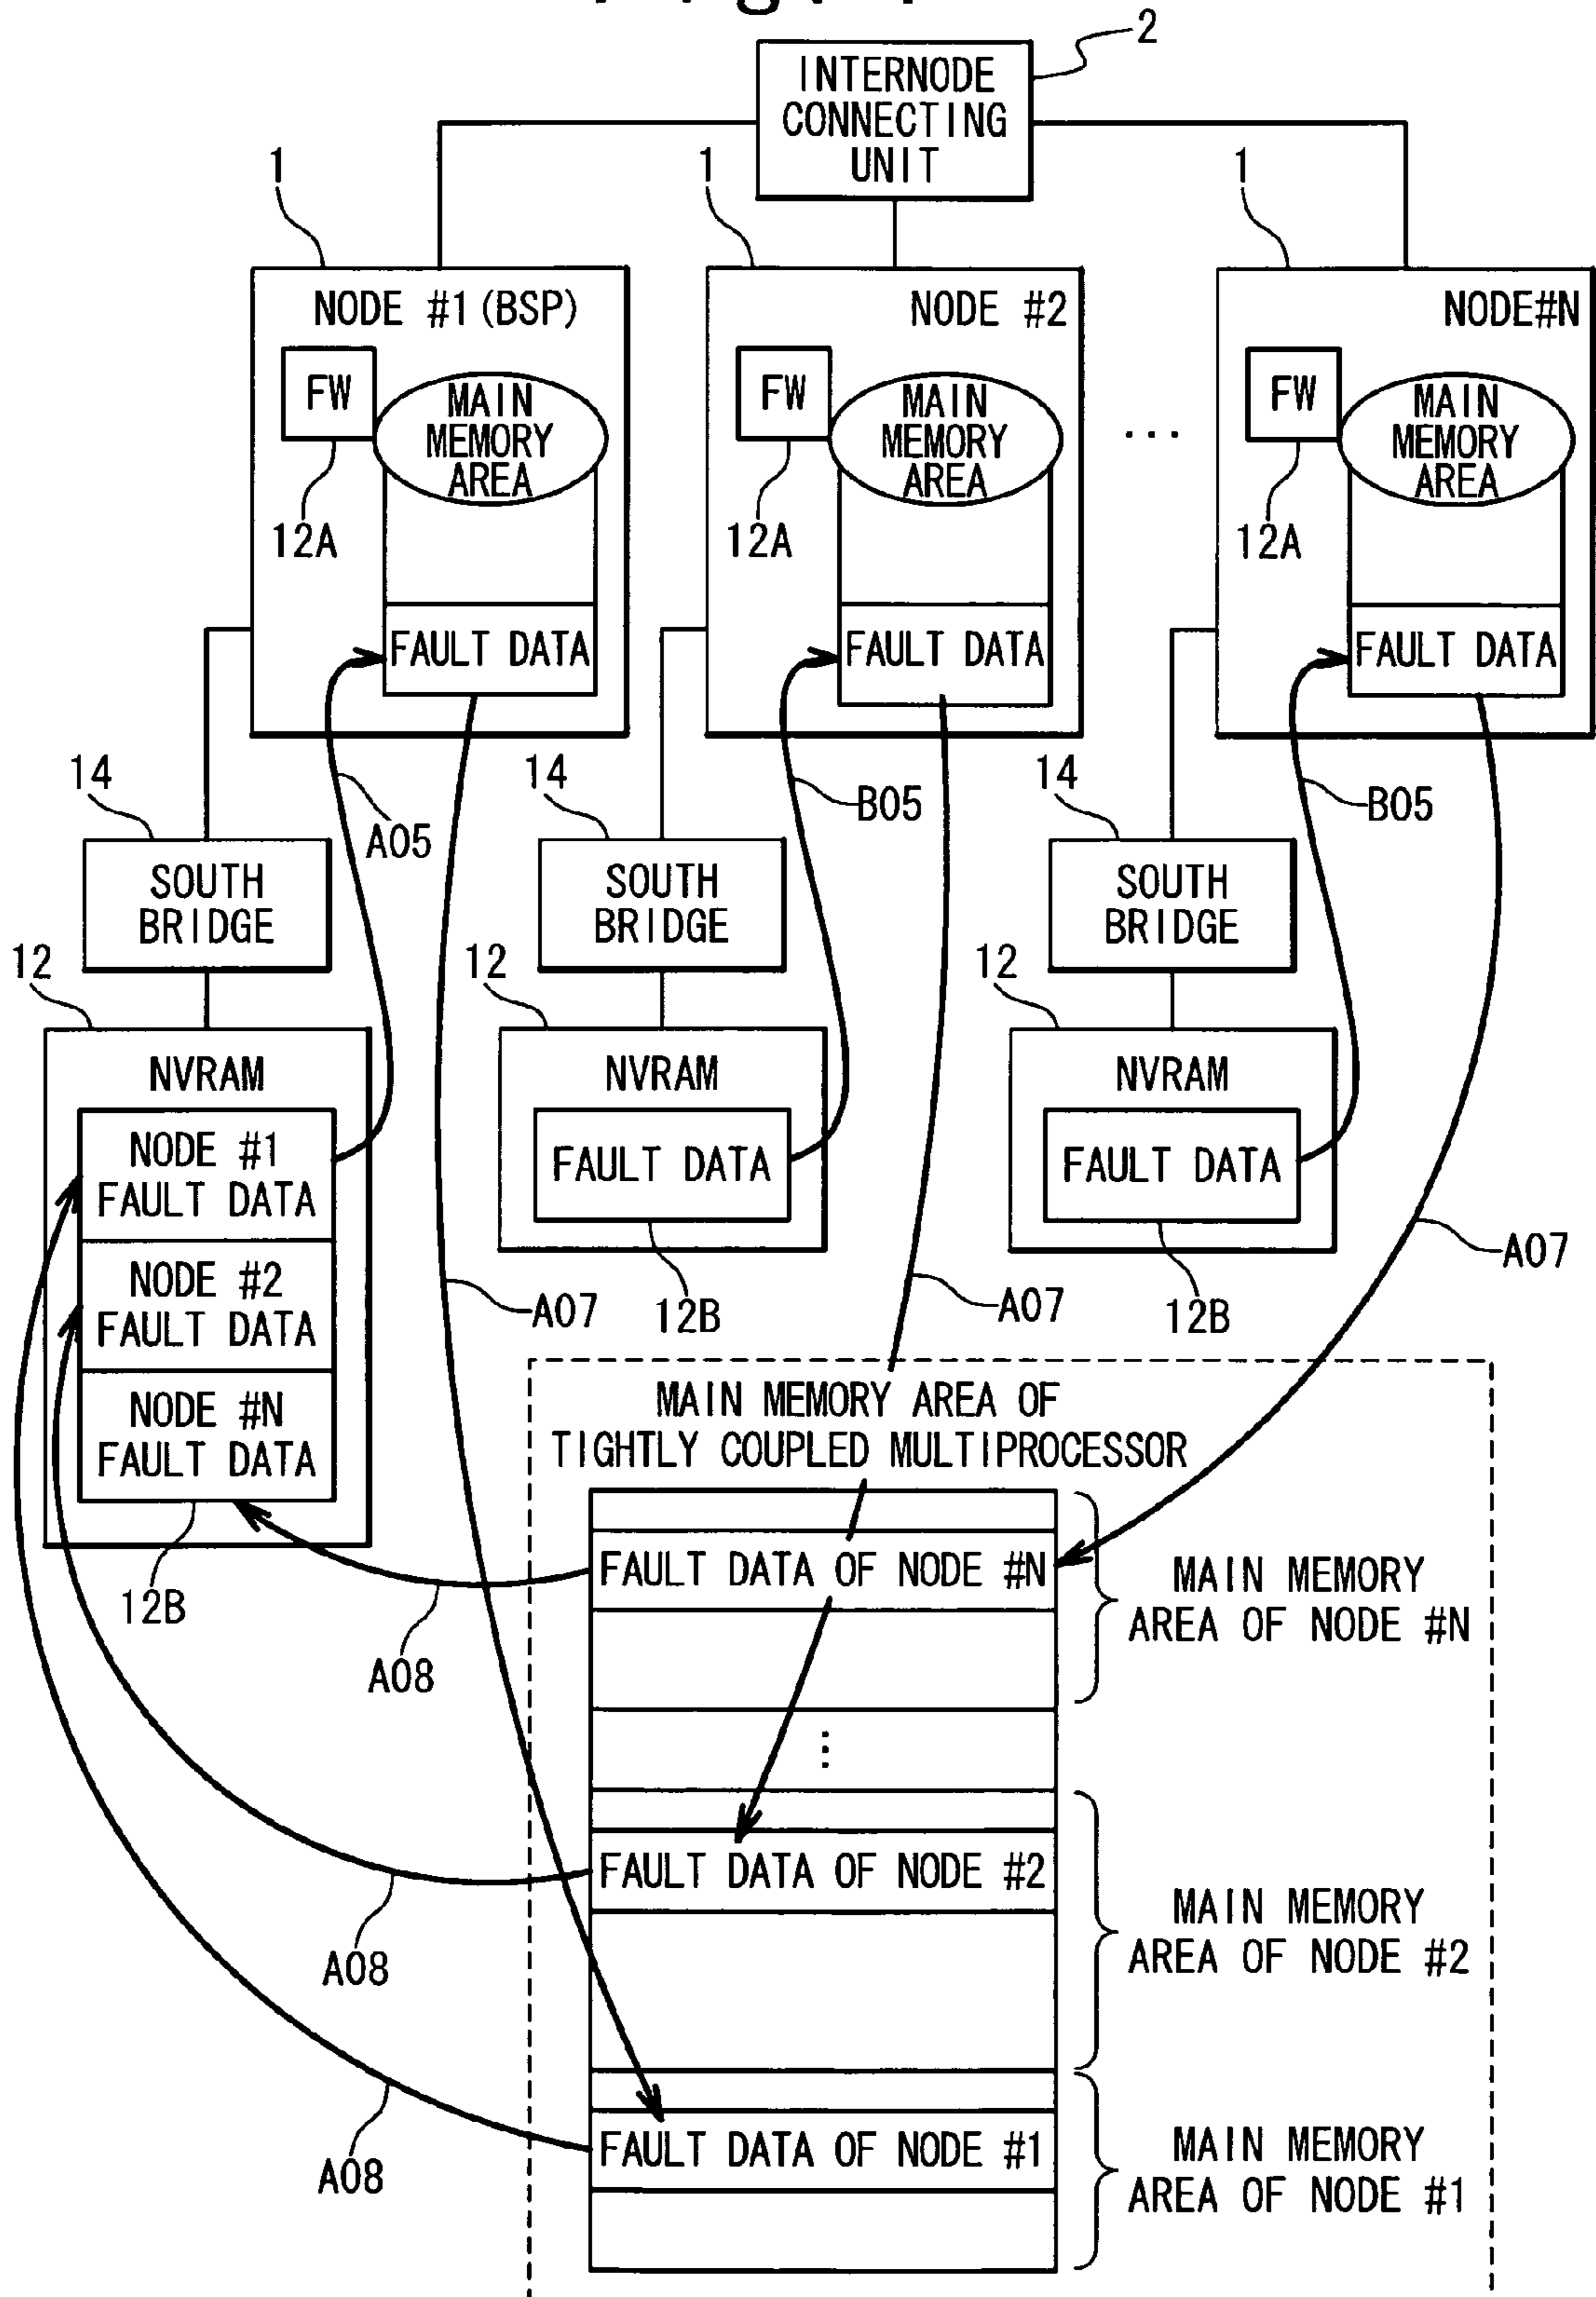 2
INTERNODE
CONNECTING
UNIT
1
1
1
NODE #1 (BSP)
NODE #2
NODE#N
FW
MAIN
MEMORY
AREA
FW
MAIN
MEMORY
AREA
...
FW
MAIN
MEMORY
AREA
12A
12A
12A
FAULT DATA
FAULT DATA
FAULT DATA
14
14
14
A05
B05
B05
SOUTH
BRIDGE
SOUTH
BRIDGE
SOUTH
BRIDGE
12
12
12
NVRAM
NVRAM
NVRAM
NODE #1
FAULT DATA
FAULT DATA
FAULT DATA
NODE #2
FAULT DATA
NODE #N
FAULT DATA
A07
12B
A07
12B
A07
12B
MAIN MEMORY AREA OF
TIGHTLY COUPLED MULTIPROCESSOR
FAULT DATA OF NODE #N
MAIN MEMORY
AREA OF NODE #N
A08
⋮
FAULT DATA OF NODE #2
MAIN MEMORY
AREA OF NODE #2
A08
FAULT DATA OF NODE #1
MAIN MEMORY
AREA OF NODE #1
A08